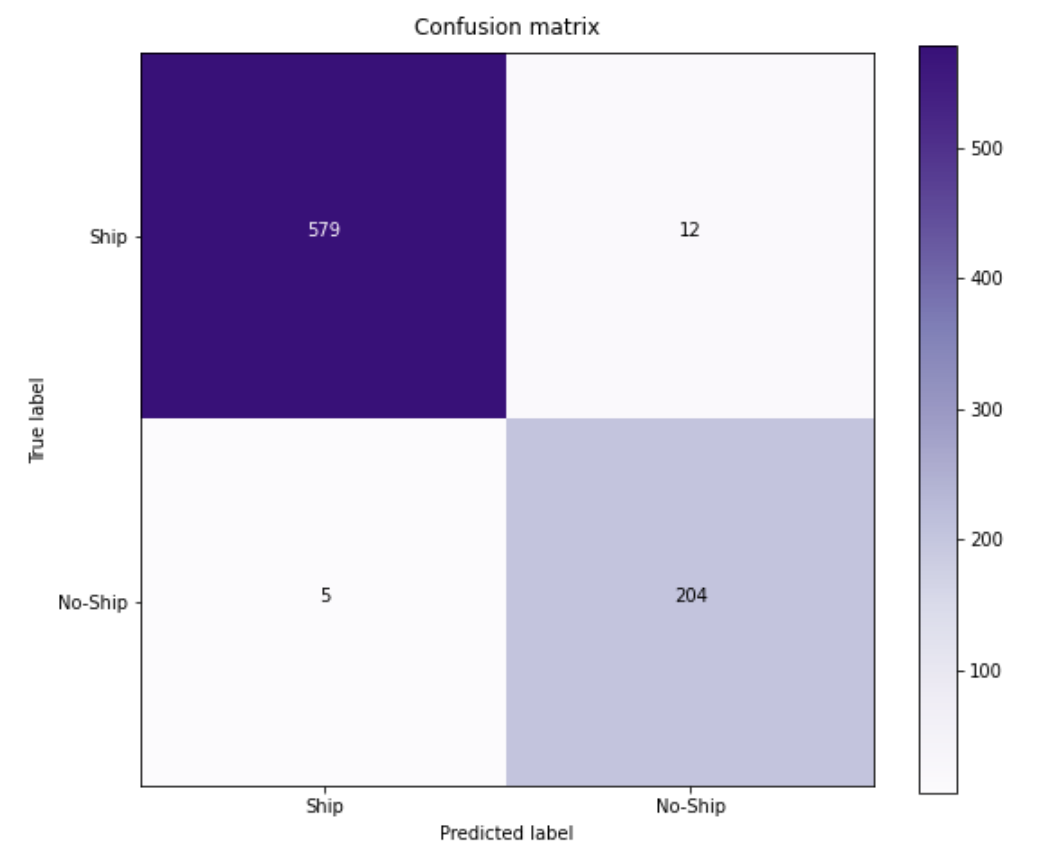 Confusion matrix
Ship
579
12
No-Ship
5
204
True label
Ship
No-Ship
Predicted label
500
400
300
200
100